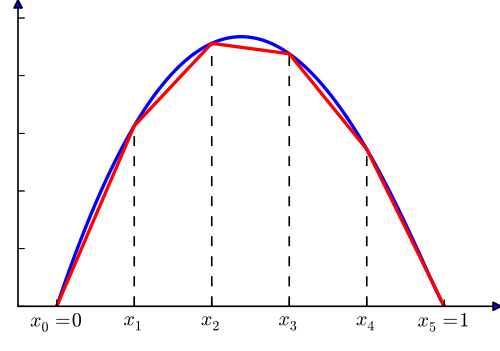 x₀ =0 x₁ x₂ x₃ x₄ x₅ =1